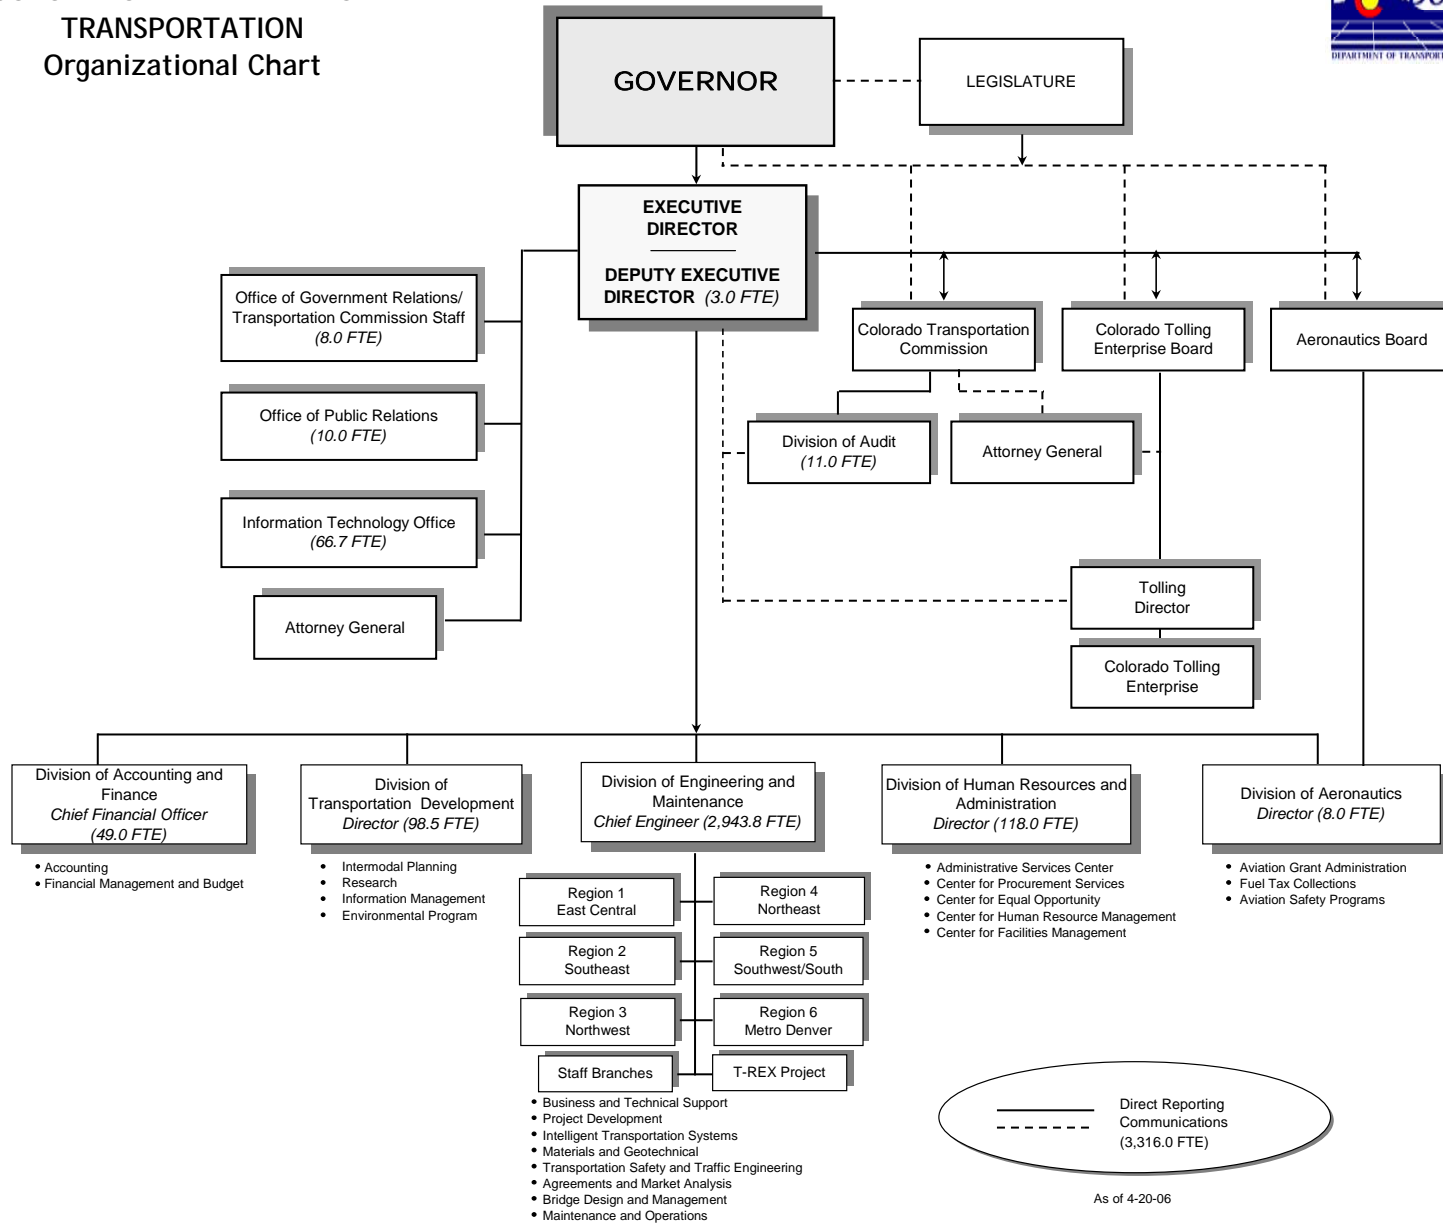 TRANSPORTATION
Organizational Chart
DEPARTMENT OF TRANSPORT
GOVERNOR
LEGISLATURE
EXECUTIVE
DIRECTOR
DEPUTY EXECUTIVE
DIRECTOR (3.0 FTE)
Office of Government Relations/
Transportation Commission Staff
(8.0 FTE)
Office of Public Relations
(10.0 FTE)
Information Technology Office
(66.7 FTE)
Attorney General
Colorado Transportation
Commission
Colorado Tolling
Enterprise Board
Aeronautics Board
Division of Audit
(11.0 FTE)
Attorney General
Tolling
Director
Colorado Tolling
Enterprise
Division of Accounting and
Finance
Chief Financial Officer
(49.0 FTE)
• Accounting
• Financial Management and Budget
Division of
Transportation Development
Director (98.5 FTE)
• Intermodal Planning
• Research
• Information Management
• Environmental Program
Division of Engineering and
Maintenance
Chief Engineer (2,943.8 FTE)
Region 1
East Central
Region 4
Northeast
Region 2
Southeast
Region 5
Southwest/South
Region 3
Northwest
Region 6
Metro Denver
Staff Branches
T-REX Project
• Business and Technical Support
• Project Development
• Intelligent Transportation Systems
• Materials and Geotechnical
• Transportation Safety and Traffic Engineering
• Agreements and Market Analysis
• Bridge Design and Management
• Maintenance and Operations
Division of Human Resources and
Administration
Director (118.0 FTE)
• Administrative Services Center
• Center for Procurement Services
• Center for Equal Opportunity
• Center for Human Resource Management
• Center for Facilities Management
Division of Aeronautics
Director (8.0 FTE)
• Aviation Grant Administration
• Fuel Tax Collections
• Aviation Safety Programs
Direct Reporting
Communications
(3,316.0 FTE)
As of 4-20-06